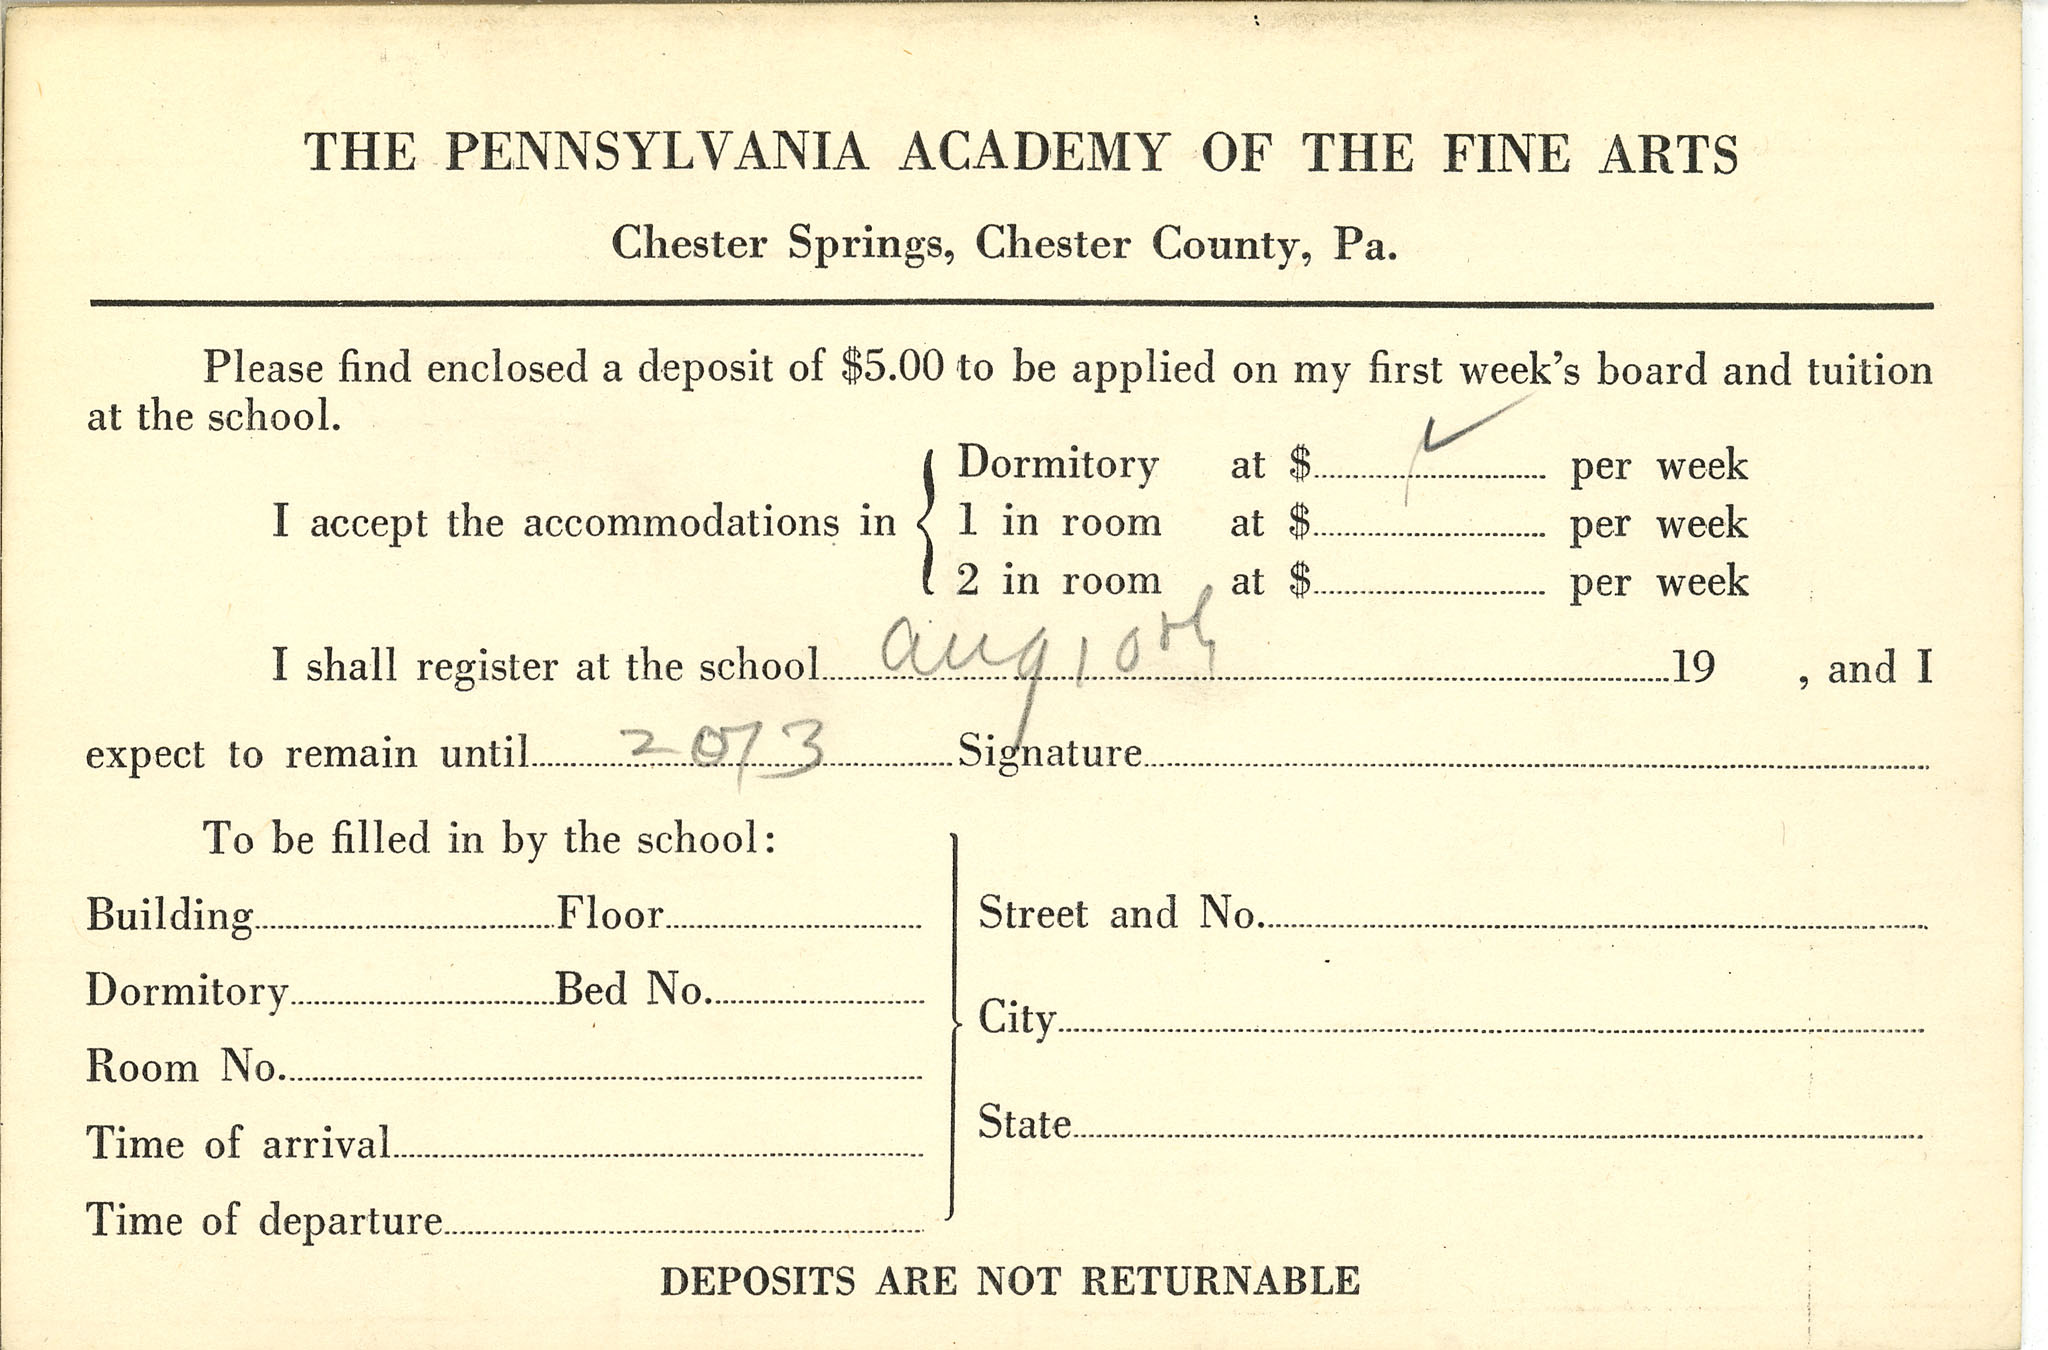 THE PENNSYLVANIA ACADEMY OF THE FINE ARTS
Chester Springs, Chester County, Pa.
Please find enclosed a deposit of $5.00 to be applied on my first week's board and tuition
at the school.
Dormitory at $ ✓ per week
I accept the accommodations in { 1 in room at $ per week
2 in room at $ per week
I shall register at the school aug 10th 19 , and I
expect to remain until Signature
To be filled in by the school:
Building Floor
Street and No.
Dormitory Bed No.
City
Room No.
Time of arrival
State
Time of departure
DEPOSITS ARE NOT RETURNABLE